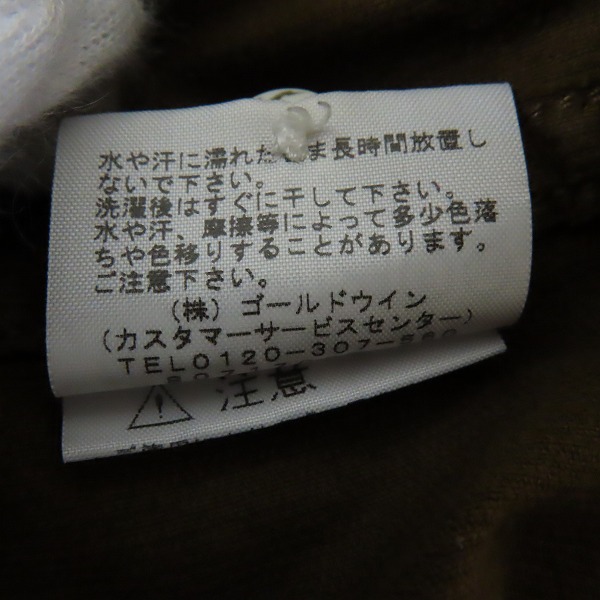 水や汗に濡れたまま長時間放置し
ないで下さい。
洗濯後はすぐに干して下さい。
水や汗、摩擦等によって多少色落
ちや色移りすることがあります。
ご注意下さい。
(株) ゴールドウイン
(カスタマーサービスセンター)
TEL0120-307-560
注意